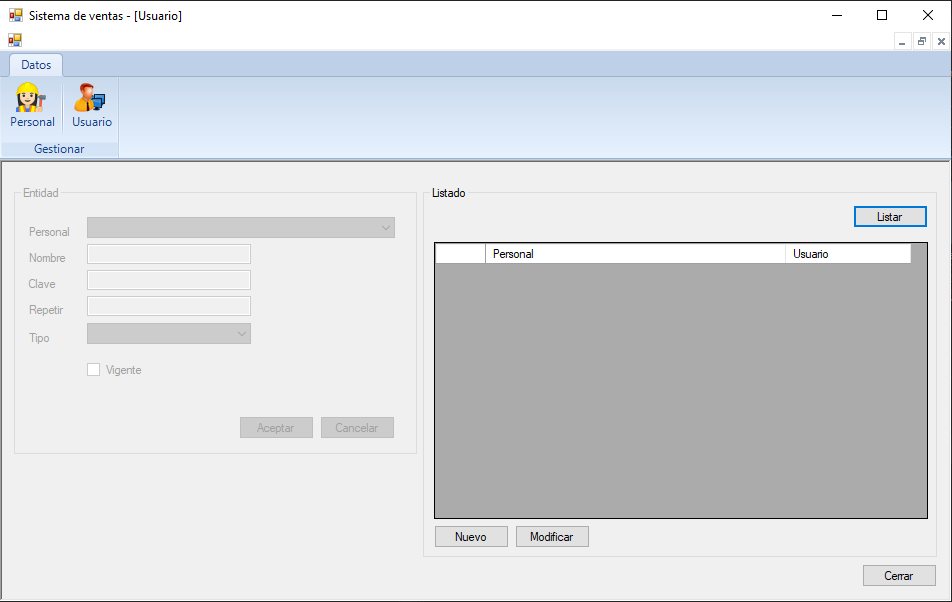 Sistema de ventas - [Usuario]
Datos
Personal
Usuario
Gestionar
Entidad
Personal
Nombre
Clave
Repetir
Tipo
Vigente
Aceptar Cancelar
Listado
Listar
Personal Usuario
Nuevo Modificar
Cerrar